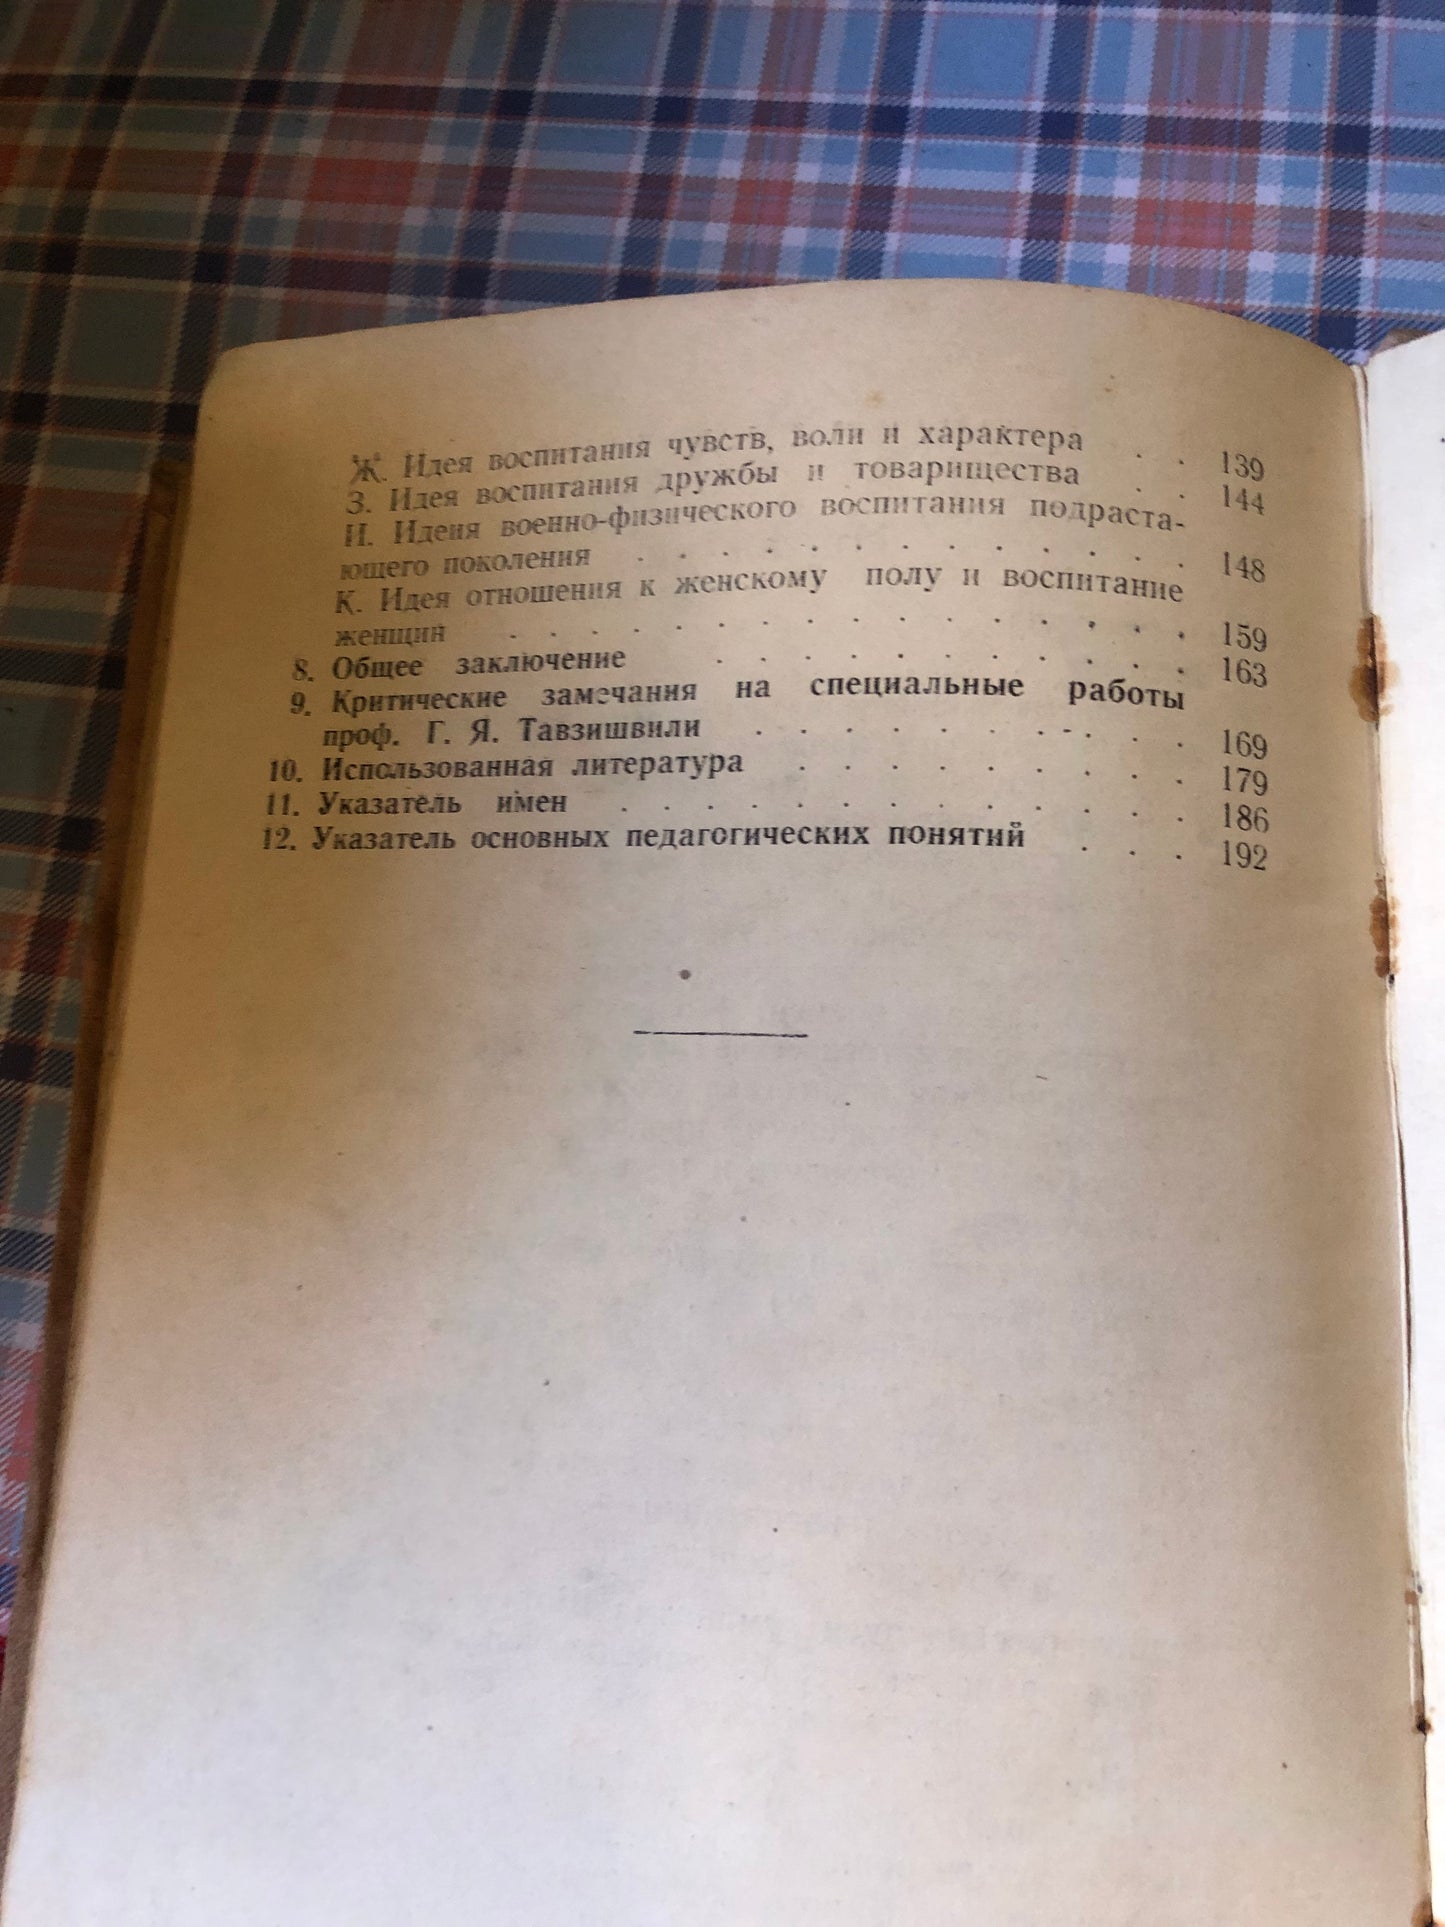 Ж. Идея воспитания чувств, воли и характера . . 139
З. Идея воспитания дружбы и товарищества . . 144
И. Идеия военно-физического воспитания подраста-
ющего поколения . . . . . . . . . . . . 148
К. Идея отношения к женскому полу и воспитание
женщин . . . . . . . . . . . . . . . 159
8. Общее заключение . . . . . . . . . . . 163
9. Критические замечания на специальные работы
проф. Г. Я. Тавзишвили . . . . . . . . . . 169
10. Использованная литература . . . . . . . . . 179
11. Указатель имен . . . . . . . . . . . . . 186
12. Указатель основных педагогических понятий . . . 192